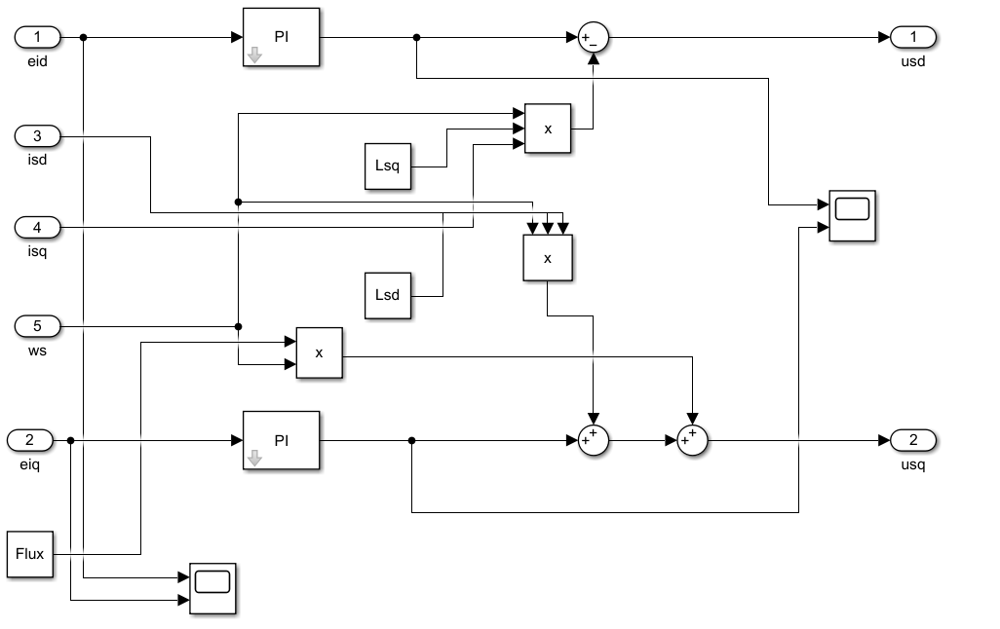 1
eid
PI
+
−
1
usd
3
isd
x
Lsq
4
isq
x
Lsd
5
ws
x
2
eiq
PI
+
+
+
+
2
usq
Flux